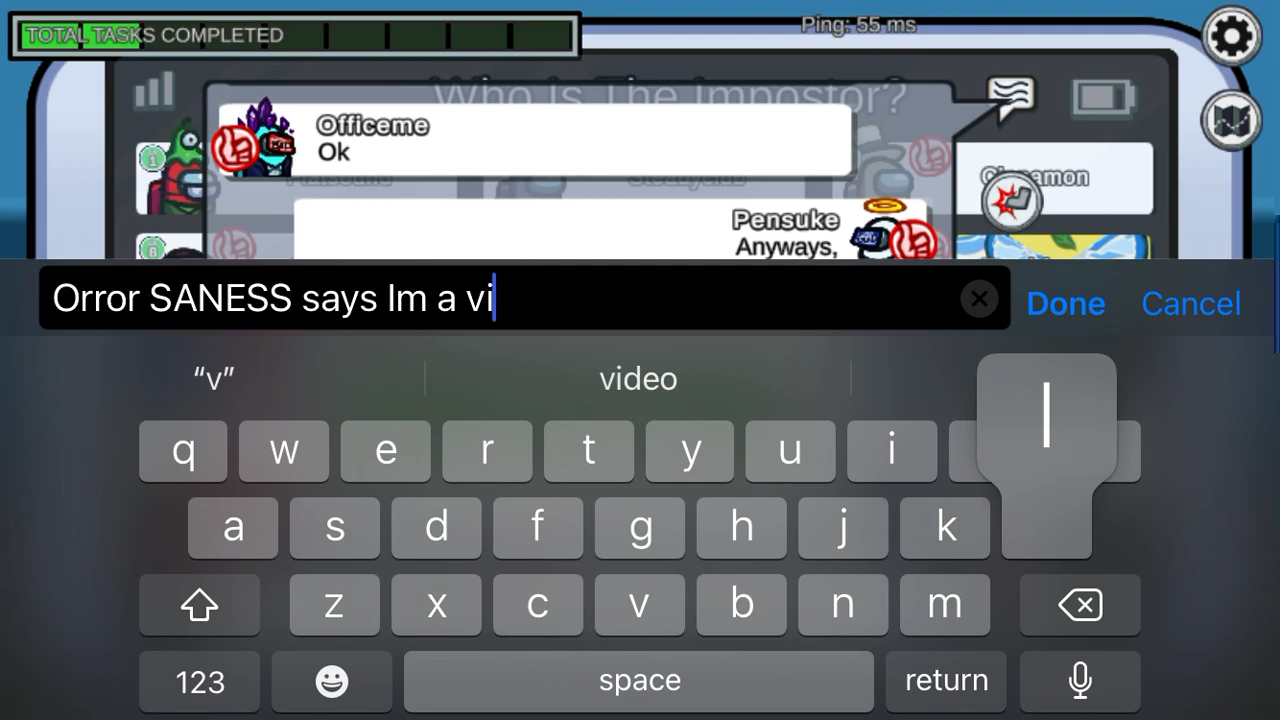 TOTAL TASKS COMPLETED
Ping: 55 ms
Who Is The Impostor?
Officeme
Ok
Steadyclub
Pensuke
Anyways,
Orror SANESS says Im a vi
Done
Cancel
“v”
video
q w e r t y u i
l
a s d f g h j k
z x c v b n m
123
space
return